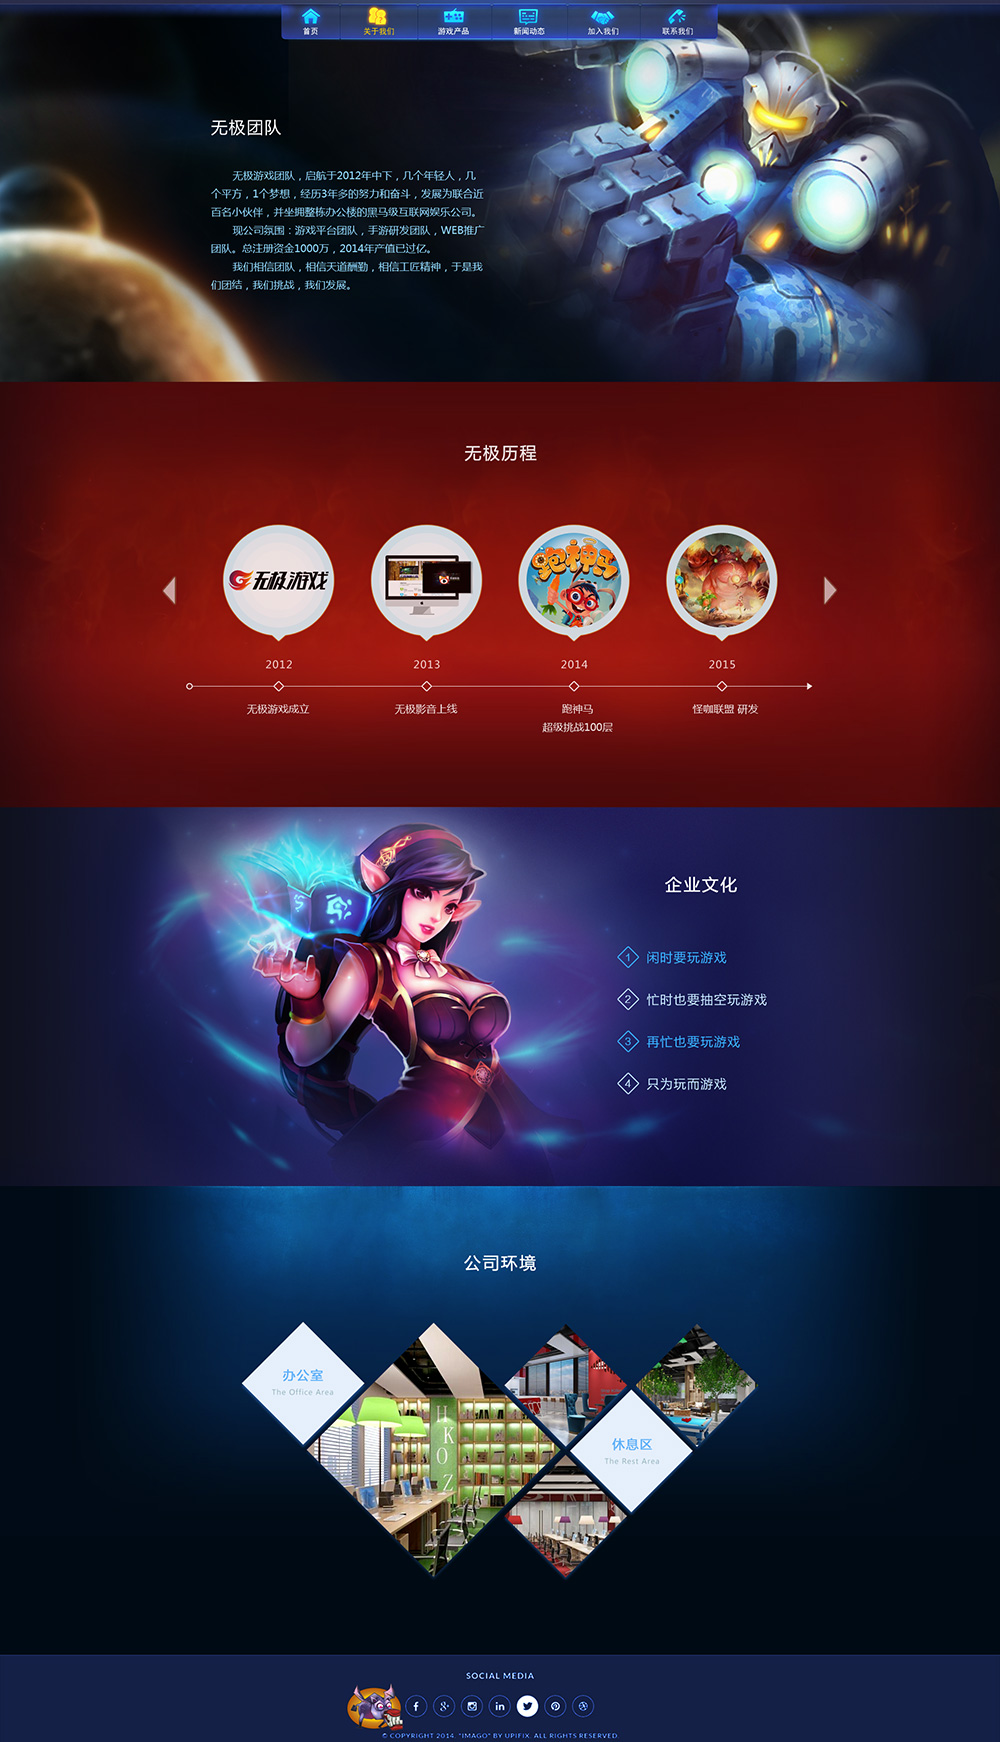 首页
关于我们
游戏产品
新闻动态
加入我们
联系我们
无极团队
无极游戏团队，启航于2012年中下，几个年轻人，几
个平方，1个梦想，经历3年多的努力和奋斗，发展为联合近
百名小伙伴，并坐拥整栋办公楼的黑马级互联网娱乐公司。
现公司氛围：游戏平台团队，手游研发团队，WEB推广
团队。总注册资金1000万，2014年产值已过亿。
我们相信团队，相信天道酬勤，相信工匠精神，于是我
们团结，我们挑战，我们发展。
无极历程
无极游戏
跑神马
2012
2013
2014
2015
无极游戏成立
无极影音上线
跑神马
怪咖联盟 研发
超级挑战100层
企业文化
1 闲时要玩游戏
2 忙时也要抽空玩游戏
3 再忙也要玩游戏
4 只为玩而游戏
公司环境
办公室
The Office Area
HKOZ
休息区
The Rest Area
SOCIAL MEDIA
© COPYRIGHT 2014. "IMAGO" BY UPIFIX. ALL RIGHTS RESERVED